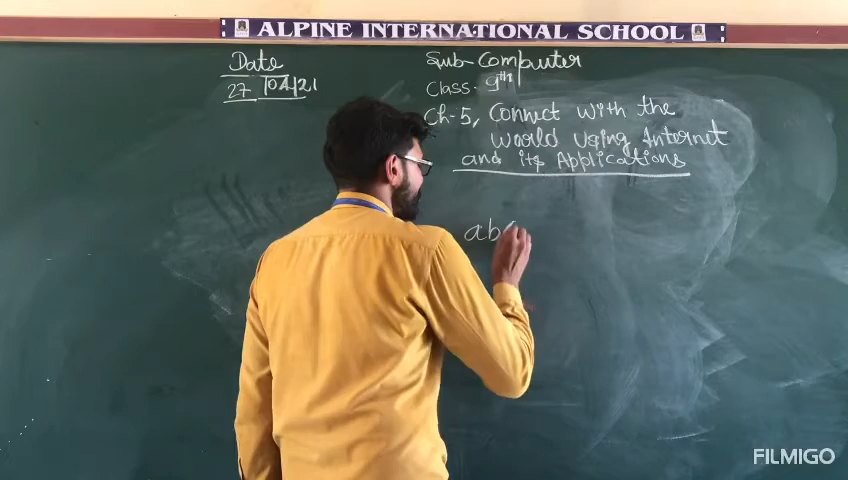 ALPINE INTERNATIONAL SCHOOL
Date
27/04/21
Sub- Computer
Class- 9th
Ch-5, Connect with the
world Using Internet
and its Applications
ab
FILMIGO